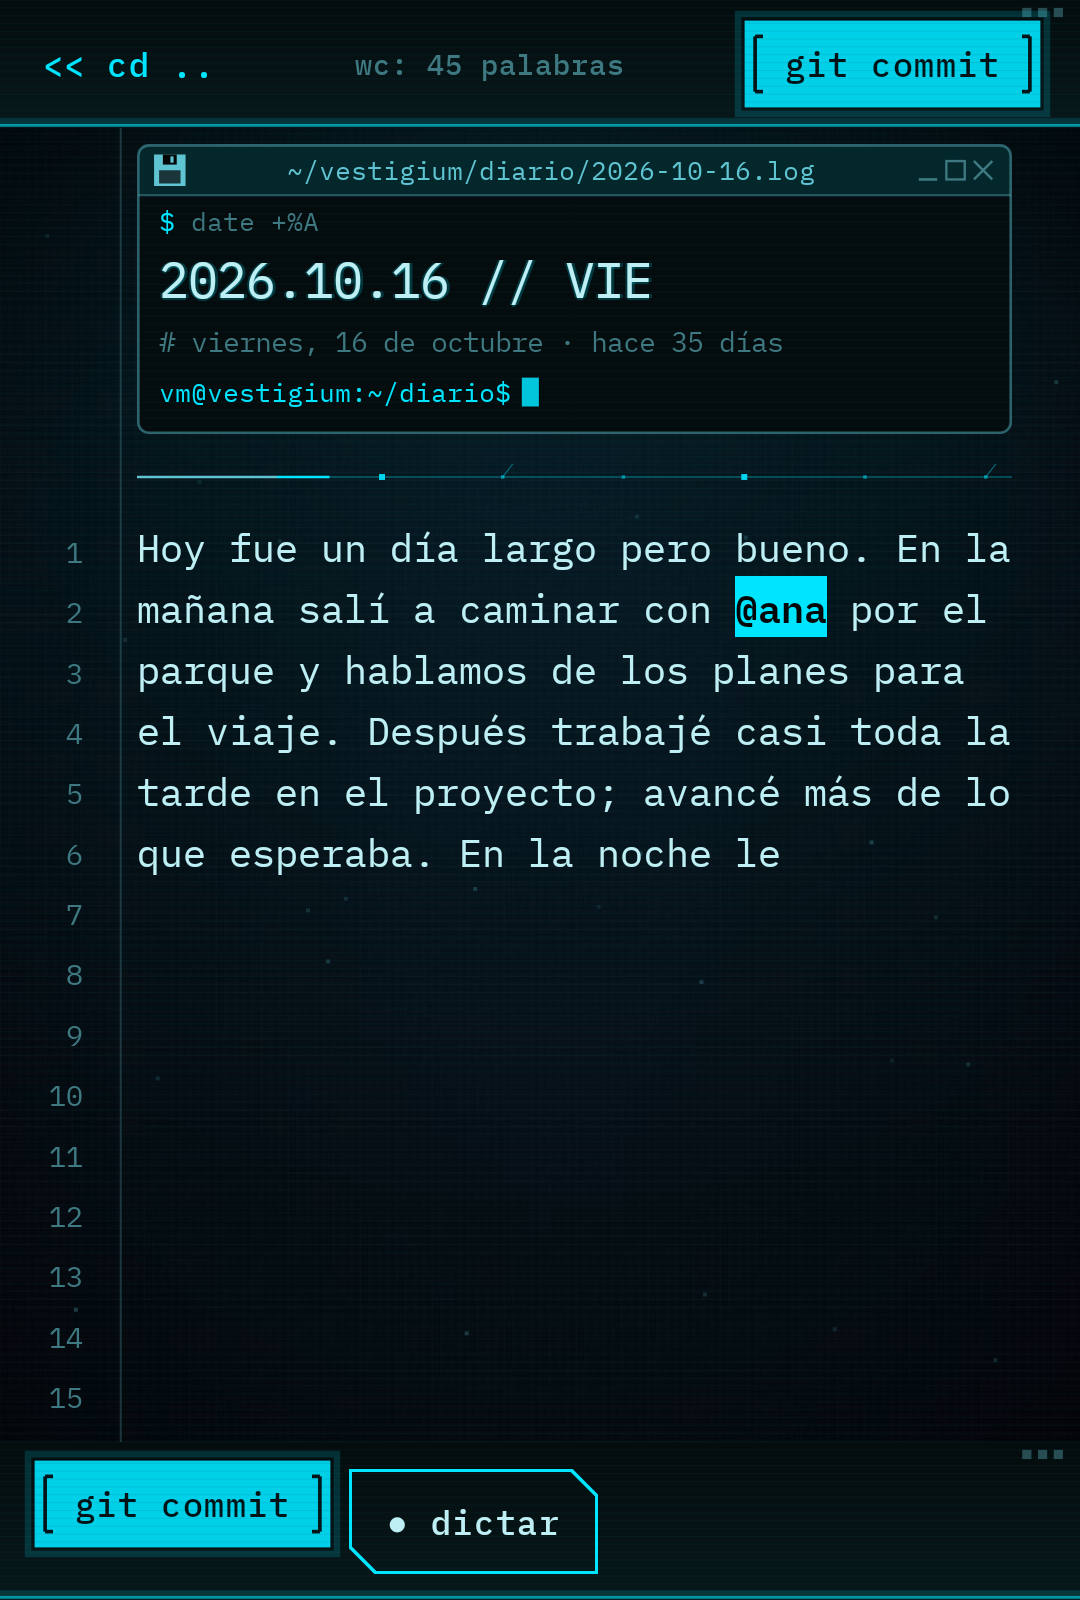 << cd ..
wc: 45 palabras
[ git commit ]
~/vestigium/diario/2026-10-16.log
$ date +%A
2026.10.16 // VIE
# viernes, 16 de octubre · hace 35 días
vm@vestigium:~/diario$
1 Hoy fue un día largo pero bueno. En la
2 mañana salí a caminar con @ana por el
3 parque y hablamos de los planes para
4 el viaje. Después trabajé casi toda la
5 tarde en el proyecto; avancé más de lo
6 que esperaba. En la noche le
7
8
9
10
11
12
13
14
15
[ git commit ]
● dictar